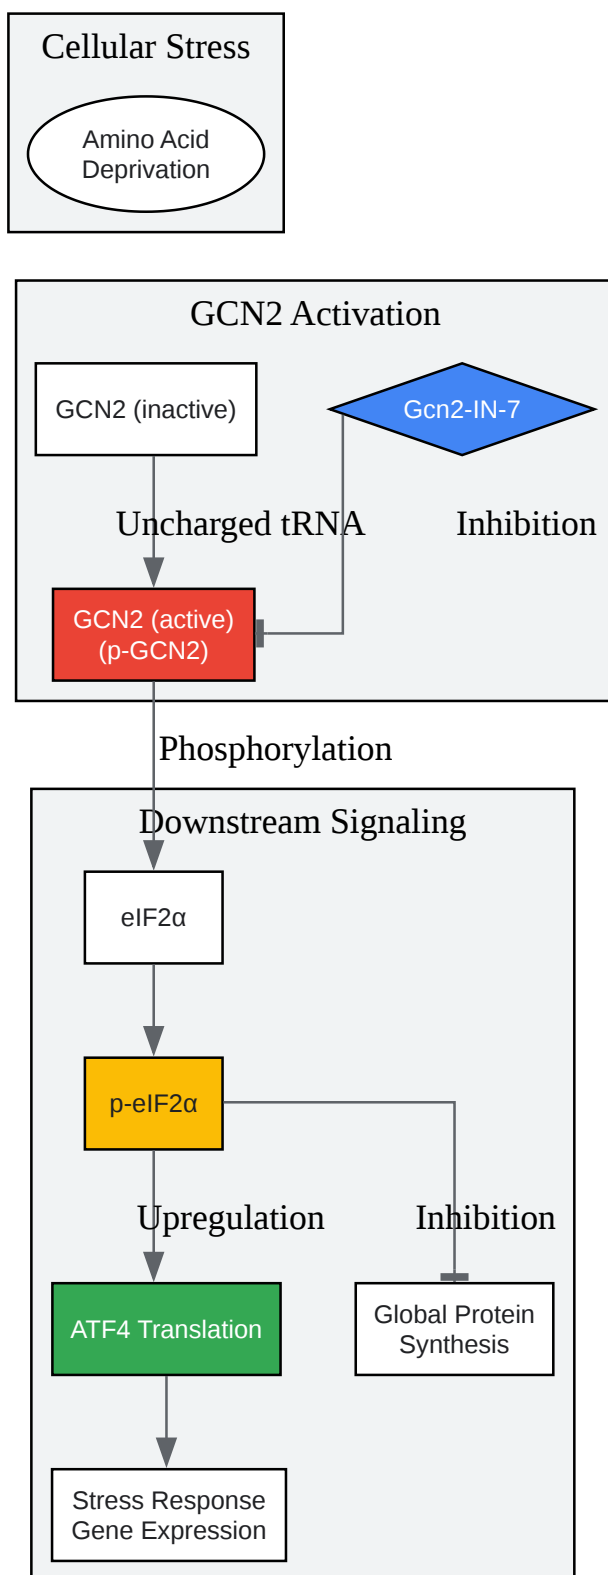 Cellular Stress
Amino Acid
Deprivation
GCN2 Activation
GCN2 (inactive)
Gcn2-IN-7
Uncharged tRNA
Inhibition
GCN2 (active)
(p-GCN2)
Phosphorylation
Downstream Signaling
eIF2α
p-eIF2α
Upregulation
Inhibition
ATF4 Translation
Global Protein
Synthesis
Stress Response
Gene Expression